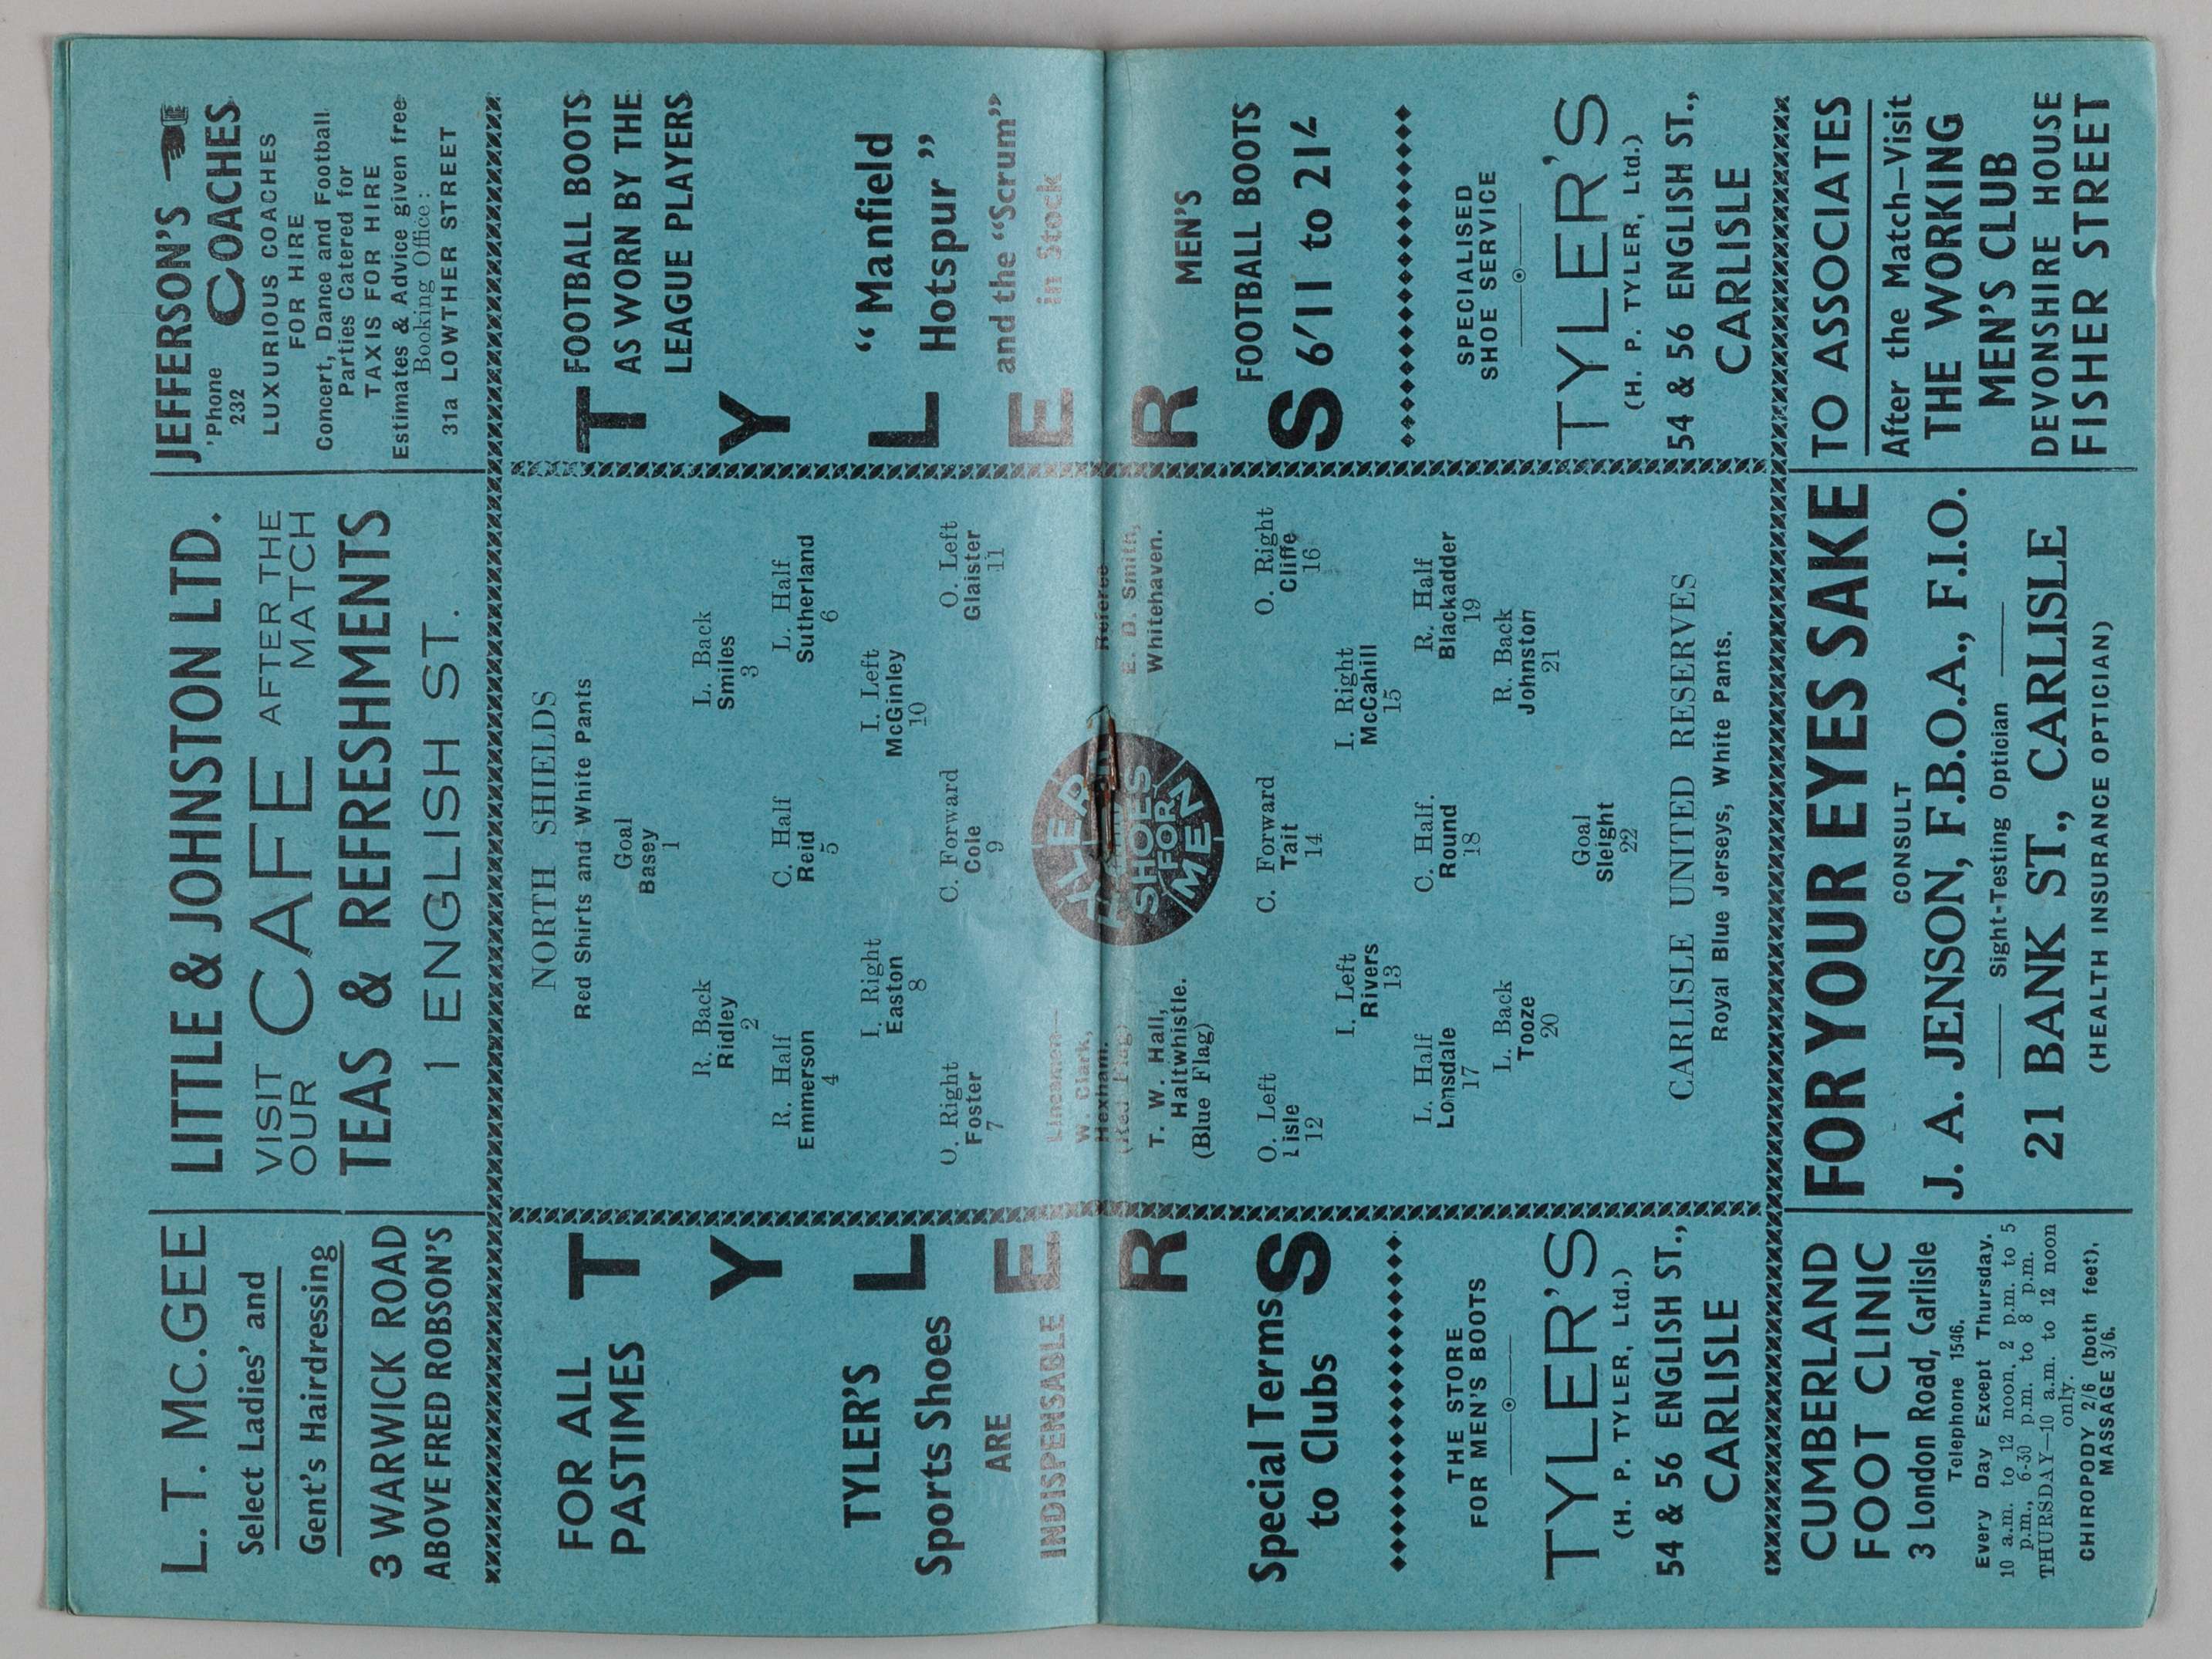 L. T. Mc.GEE
Select Ladies' and
Gent's Hairdressing
3 WARWICK ROAD
ABOVE FRED ROBSON'S
LITTLE & JOHNSTON LTD.
VISIT OUR CAFE AFTER THE MATCH
TEAS & REFRESHMENTS
1 ENGLISH ST.
JEFFERSON'S
'Phone 232 COACHES
LUXURIOUS COACHES
FOR HIRE
Concert, Dance and Football
Parties Catered for
TAXIS FOR HIRE
Estimates & Advice given free
Booking Office:
31a LOWTHER STREET
FOR ALL
PASTIMES
TYLER'S
Sports Shoes
ARE
INDISPENSABLE
Special Terms
to Clubs
T
Y
L
E
R
S
THE STORE
FOR MEN'S BOOTS
TYLER'S
(H. P. TYLER, Ltd.)
54 & 56 ENGLISH ST.,
CARLISLE
NORTH SHIELDS
Red Shirts and White Pants
Goal
Basey
1
R. Back
Ridley
2
L. Back
Smiles
3
R. Half
Emmerson
4
C. Half
Reid
5
L. Half
Sutherland
6
I. Right
Easton
8
I. Left
McGinley
10
O. Right
Foster
7
C. Forward
Cole
9
O. Left
Glaister
11
Linesmen—
W. Clark,
Hexham.
(Red Flag)
T. W. Hall,
Haltwhistle.
(Blue Flag)
SHOES
FOR
MEN
Referee
E. D. Smith,
Whitehaven.
O. Left
Lisle
12
C. Forward
Tait
14
O. Right
Cliffe
16
I. Left
Rivers
13
I. Right
McCahill
15
L. Half
Lonsdale
17
C. Half.
Round
18
R. Half
Blackadder
19
L. Back
Tooze
20
R. Back
Johnston
21
Goal
Sleight
22
CARLISLE UNITED RESERVES
Royal Blue Jerseys, White Pants.
T
Y
L
E
R
S
FOOTBALL BOOTS
AS WORN BY THE
LEAGUE PLAYERS
"Manfield
Hotspur"
and the "Scrum"
in Stock
MEN'S
FOOTBALL BOOTS
6/11 to 21/-
SPECIALISED
SHOE SERVICE
TYLER'S
(H. P. TYLER, Ltd.)
54 & 56 ENGLISH ST.,
CARLISLE
CUMBERLAND
FOOT CLINIC
3 London Road, Carlisle
Telephone 1546.
Every Day Except Thursday.
10 a.m. to 12 noon, 2 p.m. to 5
p.m., 6-30 p.m. to 8 p.m.
THURSDAY—10 a.m. to 12 noon
only.
CHIROPODY 2/6 (both feet).
MASSAGE 3/6.
FOR YOUR EYES SAKE
CONSULT
J. A. JENSON, F.B.O.A., F.I.O.
Sight-Testing Optician
21 BANK ST., CARLISLE
(HEALTH INSURANCE OPTICIAN)
TO ASSOCIATES
After the Match—Visit
THE WORKING
MEN'S CLUB
DEVONSHIRE HOUSE
FISHER STREET